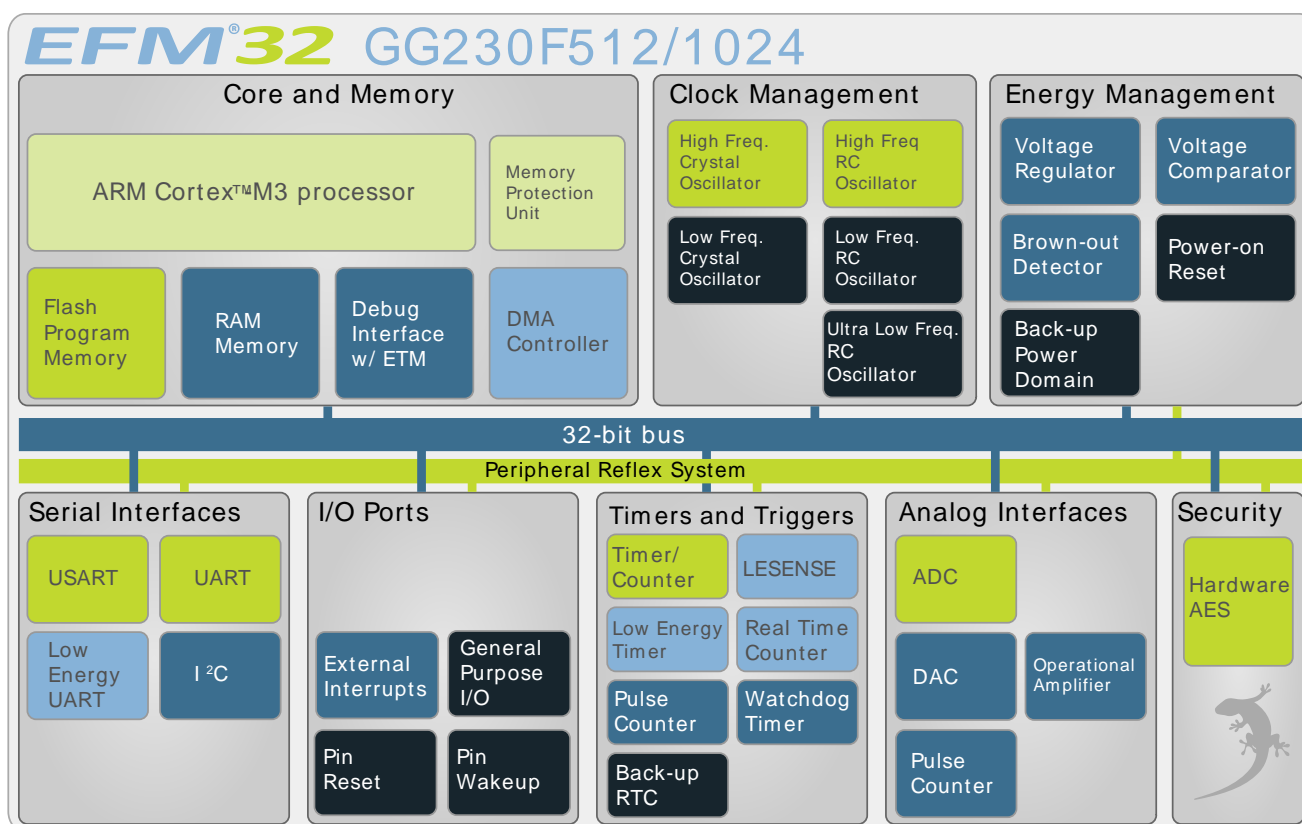 EFM®32 GG230F512/1024
Core and Memory
ARM Cortex™M3 processor
Memory
Protection
Unit
Flash
Program
Memory
RAM
Memory
Debug
Interface
w/ ETM
DMA
Controller
Clock Management
High Freq.
Crystal
Oscillator
High Freq
RC
Oscillator
Low Freq.
Crystal
Oscillator
Low Freq.
RC
Oscillator
Ultra Low Freq.
RC
Oscillator
Energy Management
Voltage
Regulator
Voltage
Comparator
Brown-out
Detector
Power-on
Reset
Back-up
Power
Domain
32-bit bus
Peripheral Reflex System
Serial Interfaces
USART
UART
Low
Energy
UART
I²C
I/O Ports
External
Interrupts
General
Purpose
I/O
Pin
Reset
Pin
Wakeup
Timers and Triggers
Timer/
Counter
LESENSE
Low Energy
Timer
Real Time
Counter
Pulse
Counter
Watchdog
Timer
Back-up
RTC
Analog Interfaces
ADC
DAC
Operational
Amplifier
Pulse
Counter
Security
Hardware
AES